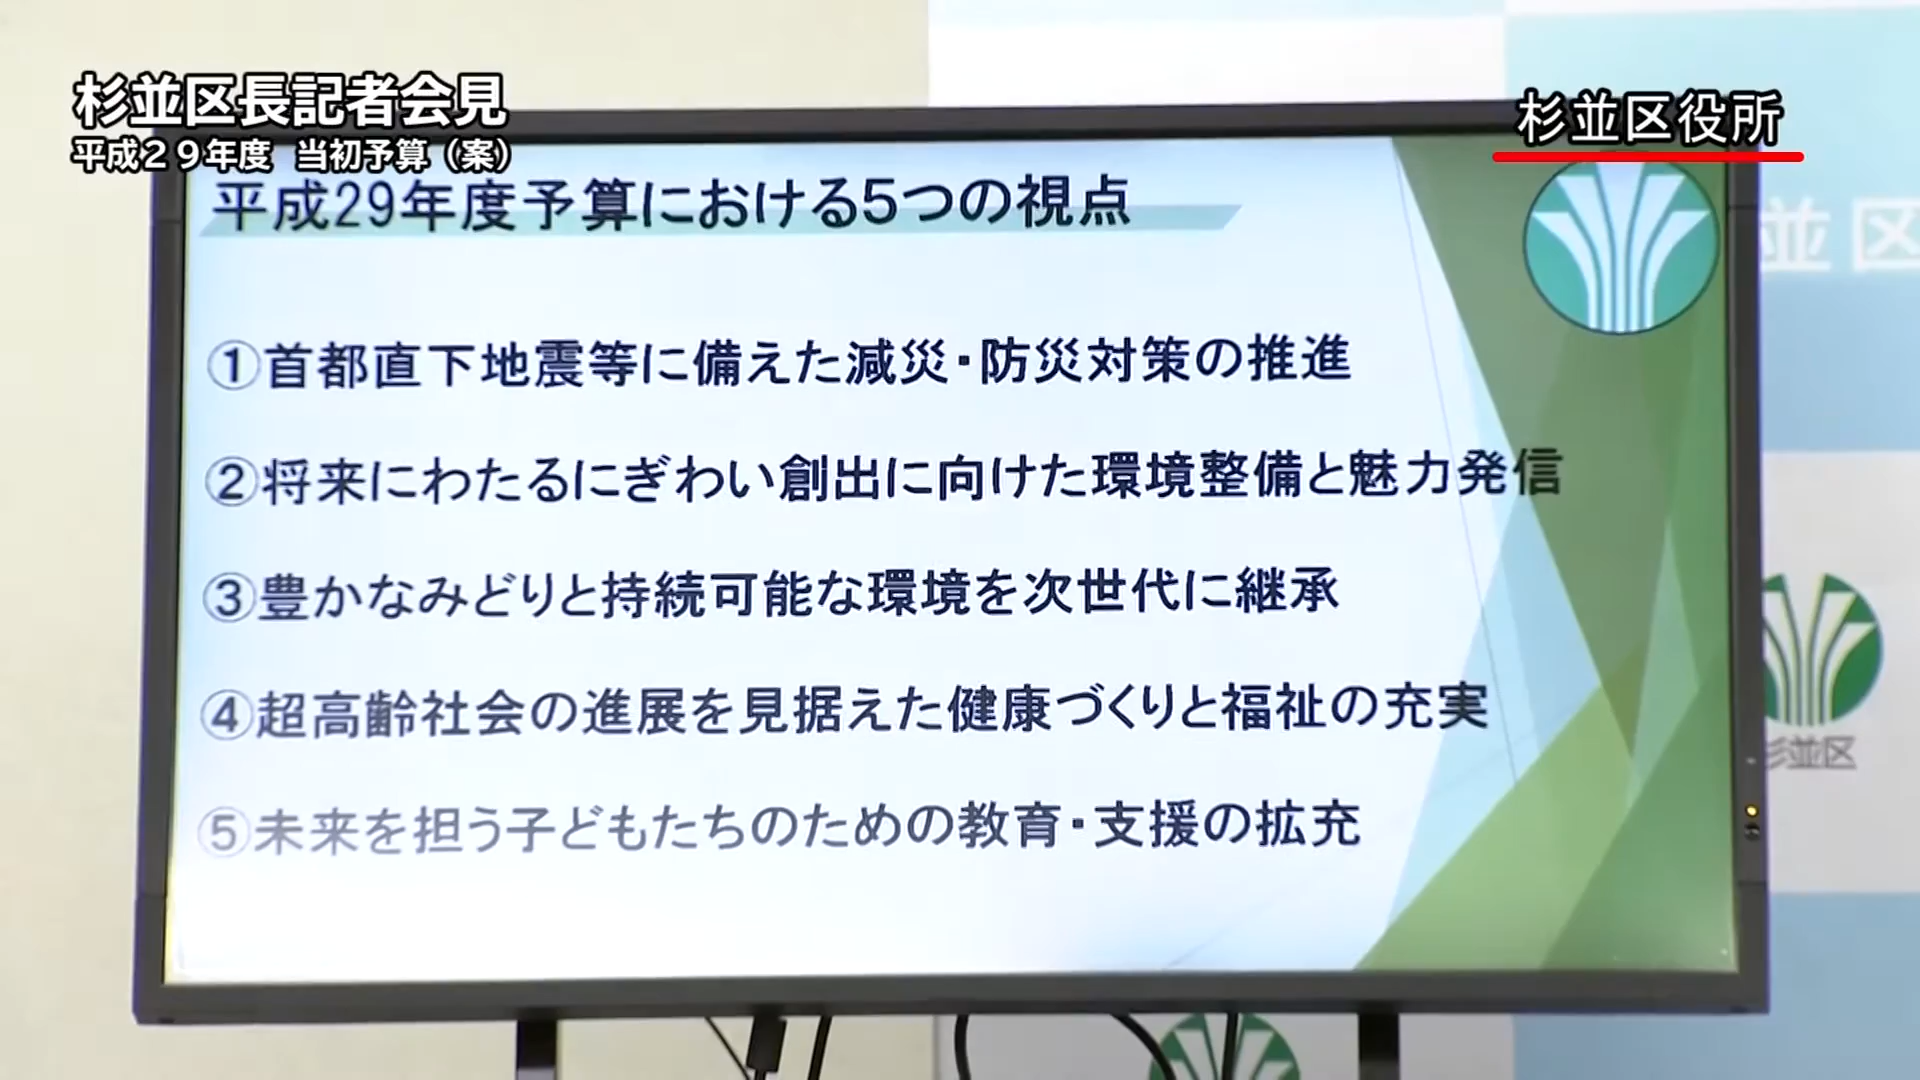 杉並区長記者会見
平成29年度 当初予算（案）
杉並区役所
平成29年度予算における5つの視点
①首都直下地震等に備えた減災・防災対策の推進
②将来にわたるにぎわい創出に向けた環境整備と魅力発信
③豊かなみどりと持続可能な環境を次世代に継承
④超高齢社会の進展を見据えた健康づくりと福祉の充実
⑤未来を担う子どもたちのための教育・支援の拡充
並区
杉並区